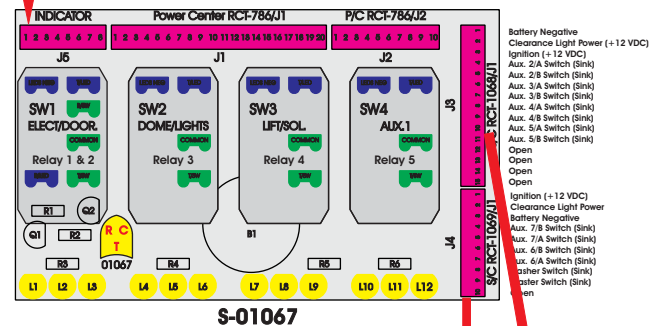 INDICATOR Power Center RCT-786/J1 P/C RCT-786/J2
1 2 3 4 5 6 7 8 1 2 3 4 5 6 7 8 9 10 11 12 13 14 15 16 17 18 19 20 1 2 3 4 5 6 7 8 9 10
J5 J1 J2
SW1 SW2 SW3 SW4
ELECT/DOOR. DOME/LIGHTS LIFT/SOL. AUX.1
COMMON COMMON COMMON COMMON
Relay 1 & 2 Relay 3 Relay 4 Relay 5
R1 Q2
Q1 R2
R C
T
01067
B1
R3 R4 R5 R6
L1 L2 L3 L4 L5 L6 L7 L8 L9 L10 L11 L12
S-01067
J3
RCT-1068/J1
J4
S/C RCT-1069/J1
Battery Negative
Clearance Light Power (+12 VDC)
Ignition (+12 VDC)
Aux. 2/A Switch (Sink)
Aux. 2/B Switch (Sink)
Aux. 3/A Switch (Sink)
Aux. 3/B Switch (Sink)
Aux. 4/A Switch (Sink)
Aux. 4/B Switch (Sink)
Aux. 5/A Switch (Sink)
Aux. 5/B Switch (Sink)
Open
Open
Open
Open
Ignition (+12 VDC)
Clearance Light Power
Battery Negative
Aux. 7/B Switch (Sink)
Aux. 7/A Switch (Sink)
Aux. 6/B Switch (Sink)
Aux. 6/A Switch (Sink)
Switch (Sink)
Master Switch (Sink)
Open